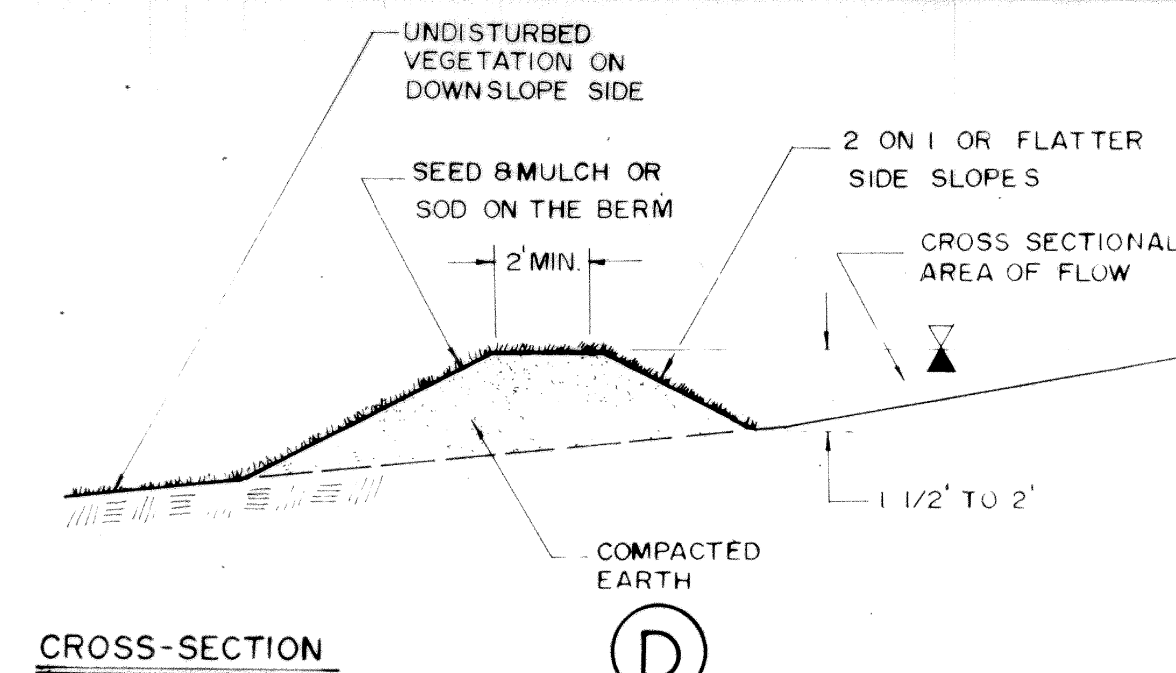 UNDISTURBED
VEGETATION ON
DOWNSLOPE SIDE
2 ON 1 OR FLATTER
SIDE SLOPES
SEED & MULCH OR
SOD ON THE BERM
CROSS SECTIONAL
AREA OF FLOW
2' MIN.
1 1/2' TO 2'
COMPACTED
EARTH
CROSS-SECTION
D